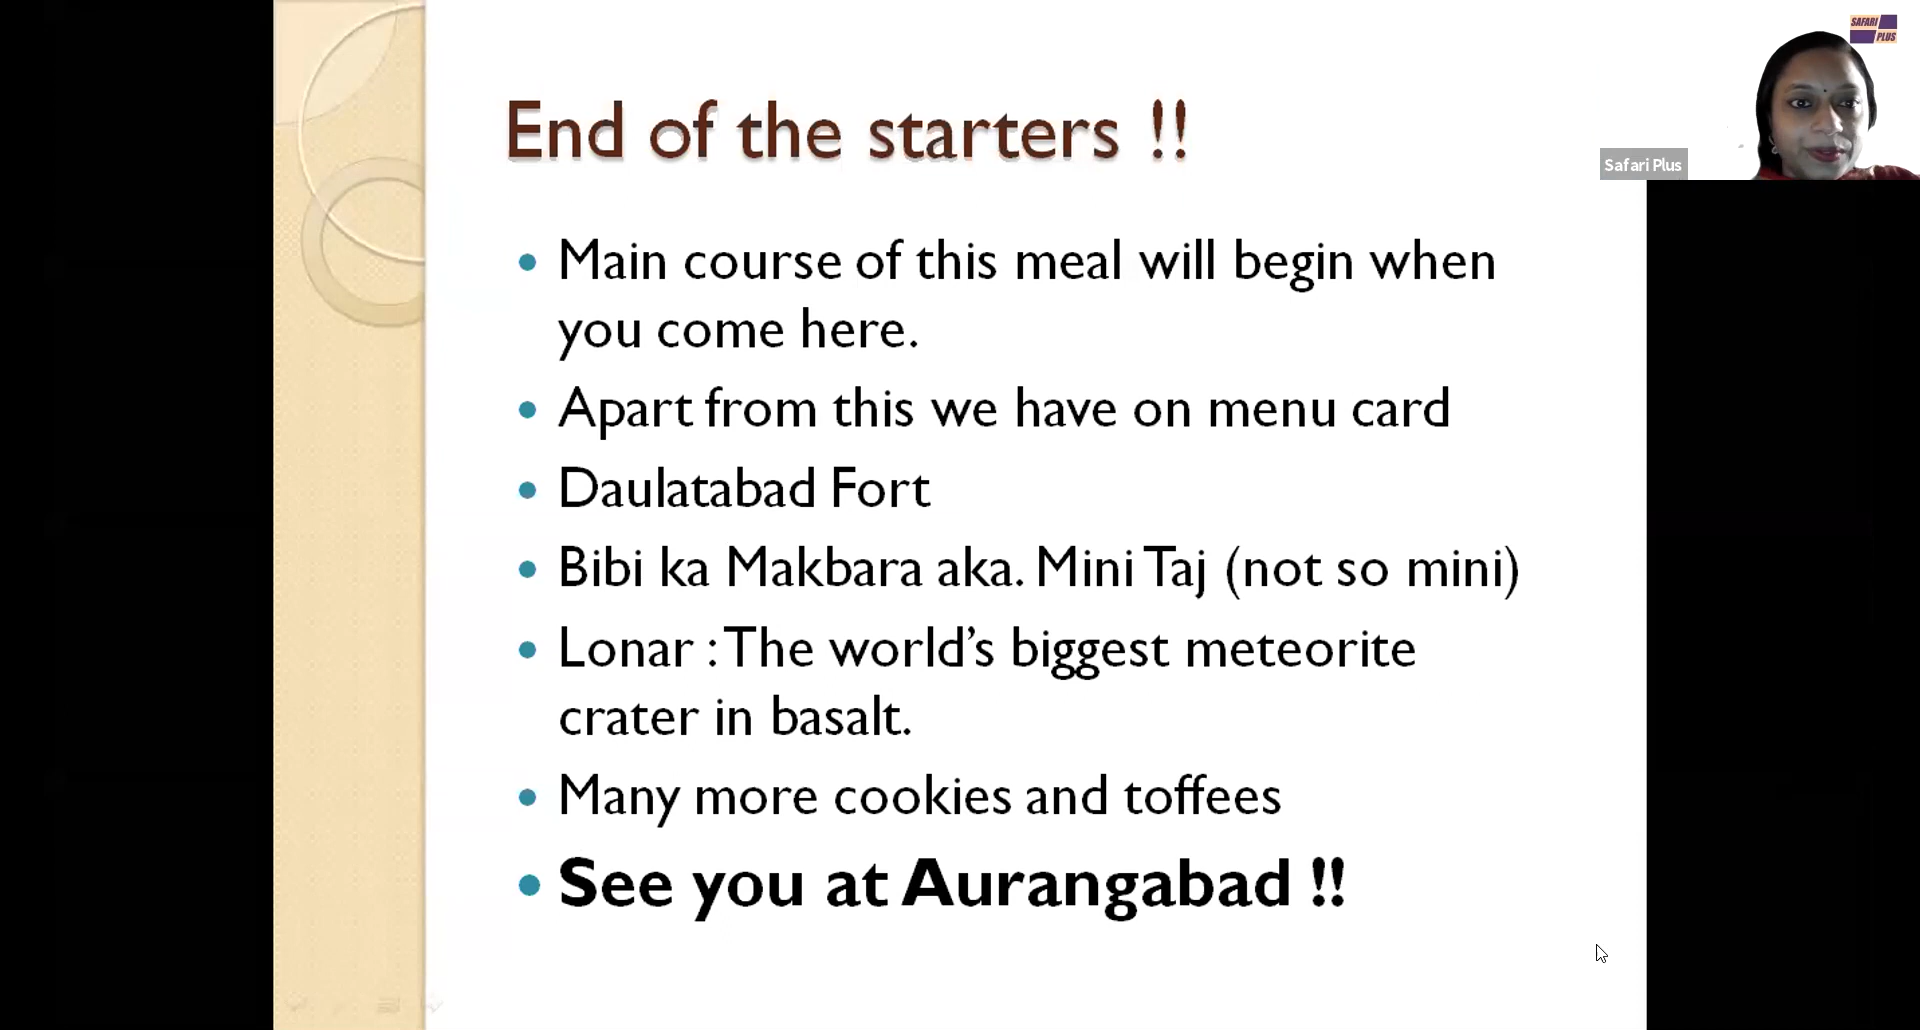 SAFARI
PLUS
Safari Plus
End of the starters !!
• Main course of this meal will begin when
you come here.
• Apart from this we have on menu card
• Daulatabad Fort
• Bibi ka Makbara aka. Mini Taj (not so mini)
• Lonar : The world’s biggest meteorite
crater in basalt.
• Many more cookies and toffees
• See you at Aurangabad !!